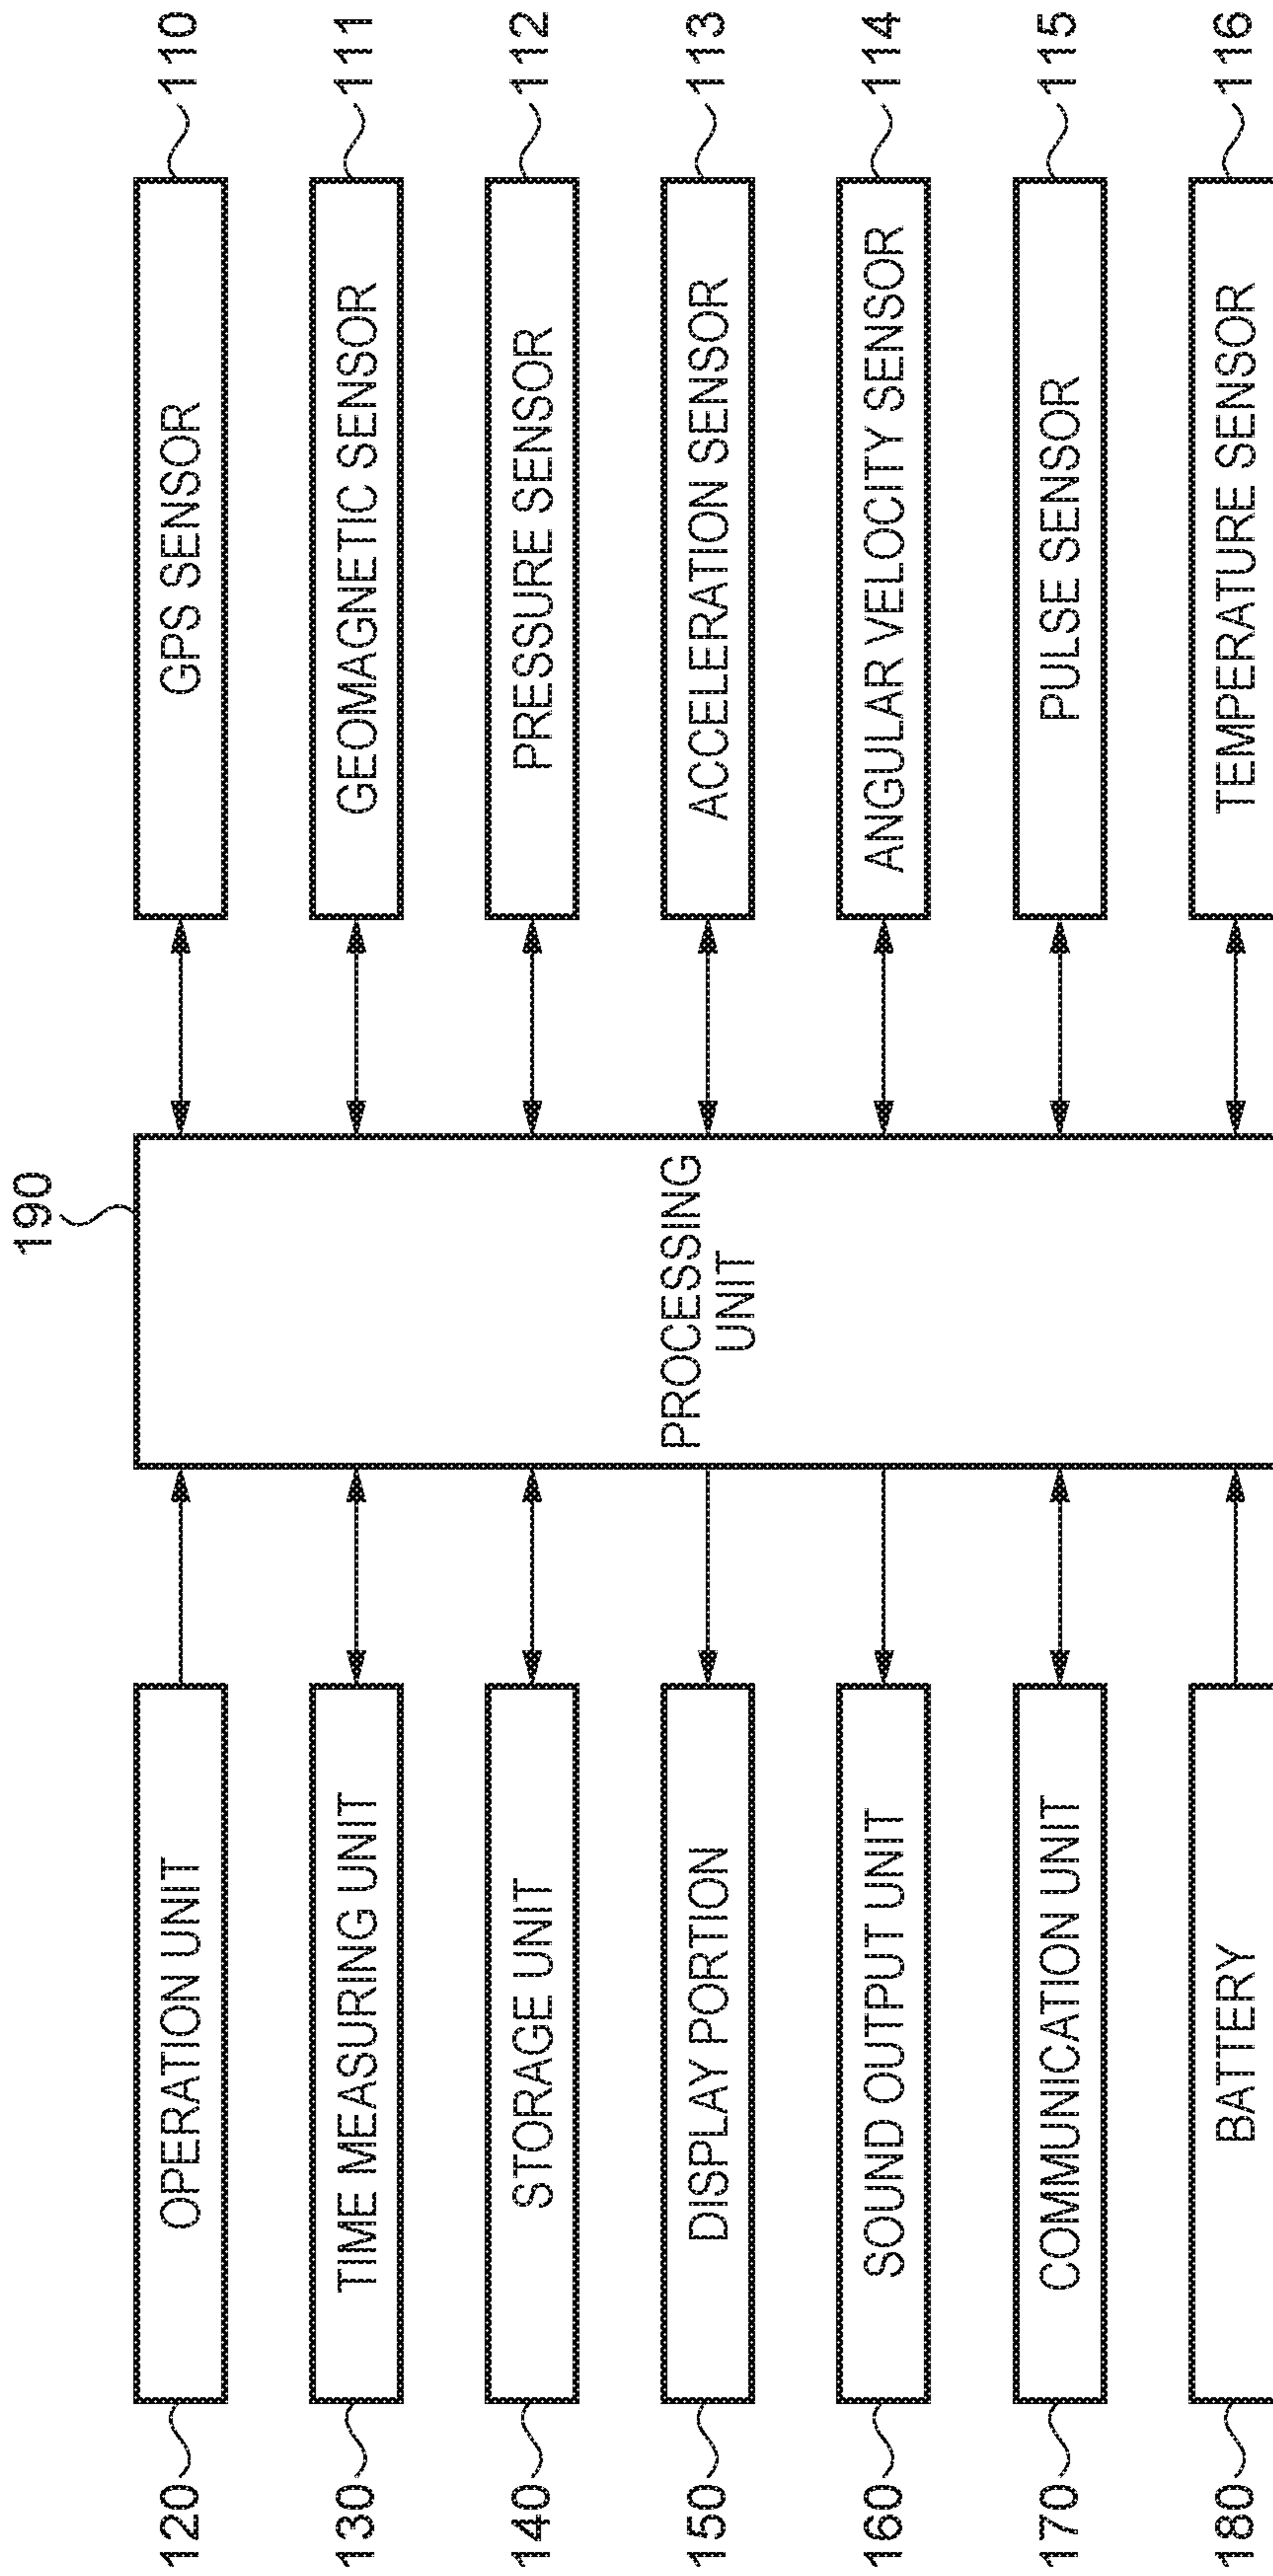 190
120
OPERATION UNIT
GPS SENSOR
110
130
TIME MEASURING UNIT
GEOMAGNETIC SENSOR
111
140
STORAGE UNIT
PRESSURE SENSOR
112
150
DISPLAY PORTION
PROCESSING
UNIT
ACCELERATION SENSOR
113
160
SOUND OUTPUT UNIT
ANGULAR VELOCITY SENSOR
114
170
COMMUNICATION UNIT
PULSE SENSOR
115
180
BATTERY
TEMPERATURE SENSOR
116